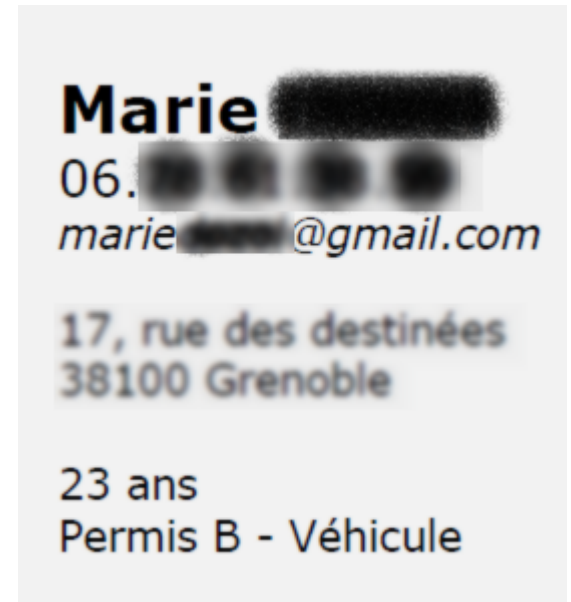 Marie
06.
marie @gmail.com
17, rue des destinées
38100 Grenoble
23 ans
Permis B - Véhicule